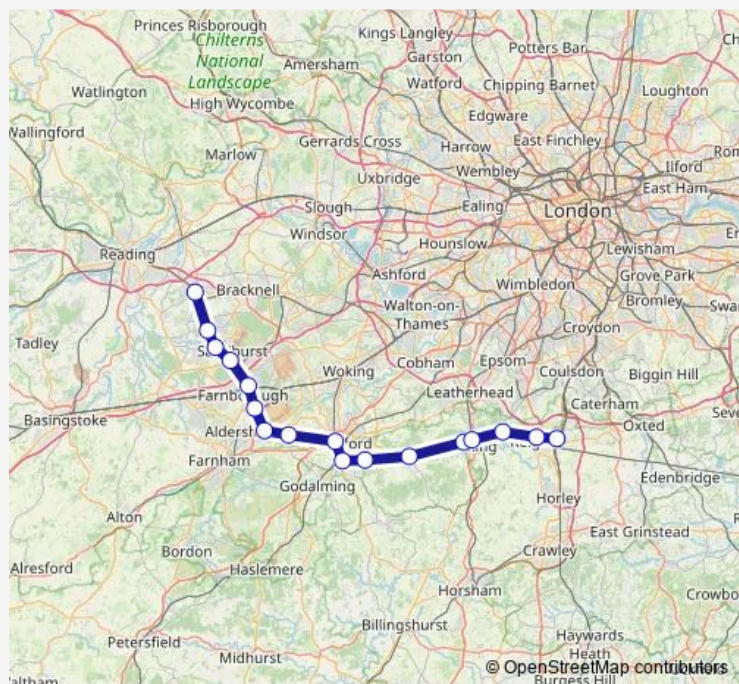 Princes Risborough
Kings Langley
Potters Bar
Chilterns
National
Landscape
Garston
Amersham
Watford
Chipping Barnet
Loughton
Watlington
High Wycombe
Edgware
Wallingford
Marlow
Gerrards Cross
Harrow
East Finchley
Ilford
Uxbridge
Wembley
East Ham
Slough
Ealing
London
Windsor
Hounslow
Lewisham
Reading
Ashford
Grove Park
Bracknell
Wimbledon
Bromley
Walton-on-
Thames
Croydon
Tadley
Woking
Cobham
Epsom
Coulsdon
Biggin Hill
Leatherhead
Caterham
Basingstoke
Oxted
Farnham
Godalming
Edenbridge
Horley
Alton
East Grinstead
Bordon
Crawley
Alresford
Haslemere
Horsham
Billingshurst
Petersfield
Haywards
Heath
Midhurst
Burgess Hill
© OpenStreetMap contributors